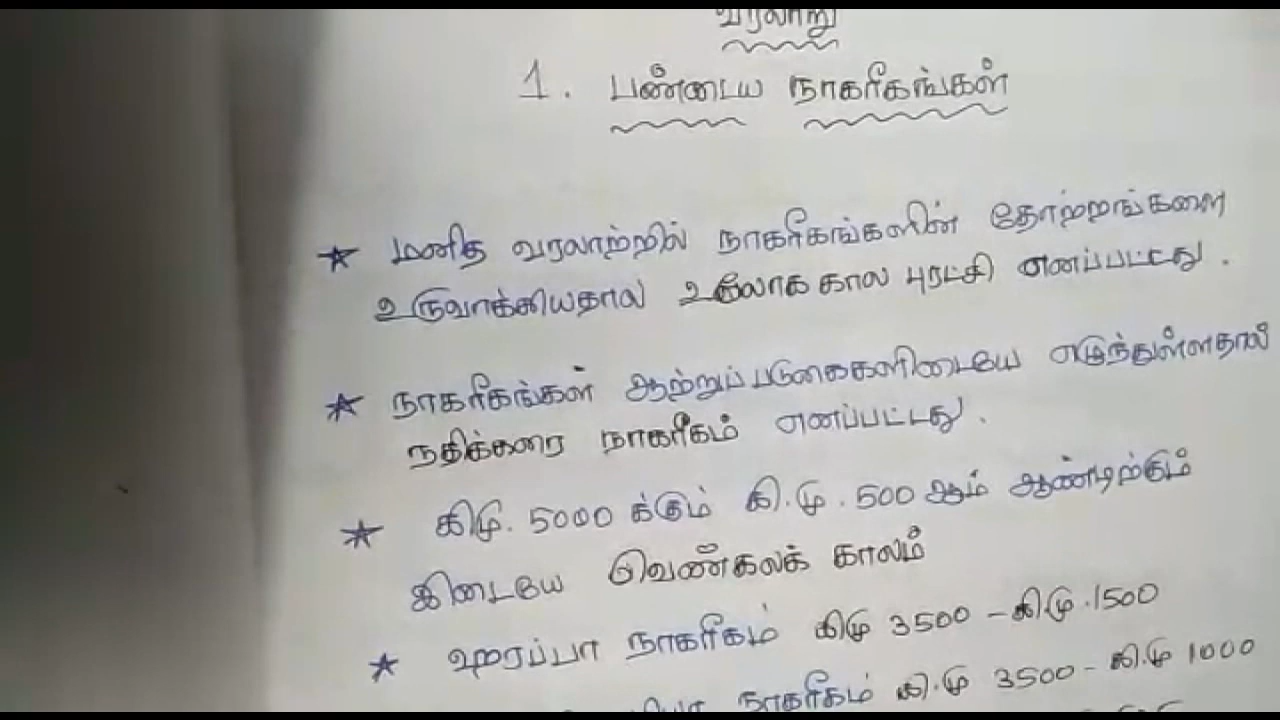 வரலாறு
1. பண்டைய நாகரீகங்கள்
★ மனித வரலாற்றில் நாகரீகங்களின் தோற்றங்களை
உருவாக்கியதால் உலோக கால புரட்சி எனப்பட்டது.
★ நாகரீகங்கள் ஆற்றுப்படுகைகளிடையே எழுந்துள்ளதால்
நதிக்கரை நாகரீகம் எனப்பட்டது.
★ கிமு. 5000 க்கும் கி.மு. 500 ஆம் ஆண்டிற்கும்
இடையே வெண்கலக் காலம்
★ ஹரப்பா நாகரீகம் கிமு 3500 – கிமு.1500
நாகரீகம் கி.மு 3500 – கி.மு 1000